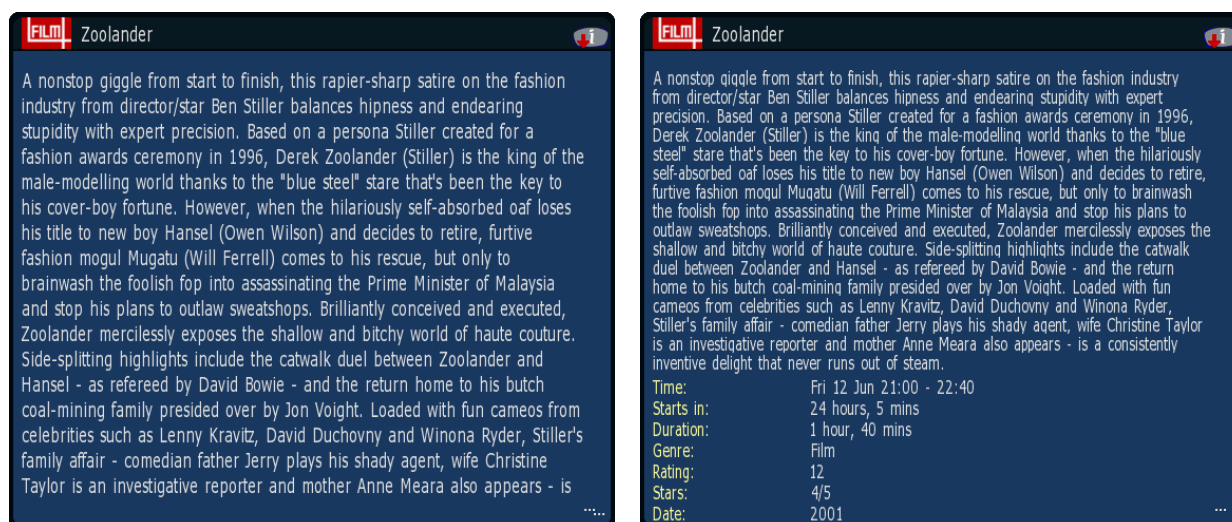 FILM
Zoolander
A nonstop giggle from start to finish, this rapier-sharp satire on the fashion
industry from director/star Ben Stiller balances hipness and endearing
stupidity with expert precision. Based on a persona Stiller created for a
fashion awards ceremony in 1996, Derek Zoolander (Stiller) is the king of the
male-modelling world thanks to the "blue steel" stare that's been the key to
his cover-boy fortune. However, when the hilariously self-absorbed oaf loses
his title to new boy Hansel (Owen Wilson) and decides to retire, furtive
fashion mogul Mugatu (Will Ferrell) comes to his rescue, but only to
brainwash the foolish fop into assassinating the Prime Minister of Malaysia
and stop his plans to outlaw sweatshops. Brilliantly conceived and executed,
Zoolander mercilessly exposes the shallow and bitchy world of haute couture.
Side-splitting highlights include the catwalk duel between Zoolander and
Hansel - as refereed by David Bowie - and the return home to his butch
coal-mining family presided over by Jon Voight. Loaded with fun cameos from
celebrities such as Lenny Kravitz, David Duchovny and Winona Ryder, Stiller's
family affair - comedian father Jerry plays his shady agent, wife Christine
Taylor is an investigative reporter and mother Anne Meara also appears - is
i
FILM
Zoolander
A nonstop giggle from start to finish, this rapier-sharp satire on the fashion industry
from director/star Ben Stiller balances hipness and endearing stupidity with expert
precision. Based on a persona Stiller created for a fashion awards ceremony in 1996,
Derek Zoolander (Stiller) is the king of the male-modelling world thanks to the "blue
steel" stare that's been the key to his cover-boy fortune. However, when the hilariously
self-absorbed oaf loses his title to new boy Hansel (Owen Wilson) and decides to retire,
furtive fashion mogul Mugatu (Will Ferrell) comes to his rescue, but only to brainwash
the foolish fop into assassinating the Prime Minister of Malaysia and stop his plans to
outlaw sweatshops. Brilliantly conceived and executed, Zoolander mercilessly exposes the
shallow and bitchy world of haute couture. Side-splitting highlights include the catwalk
duel between Zoolander and Hansel - as refereed by David Bowie - and the return
home to his butch coal-mining family presided over by Jon Voight. Loaded with fun
cameos from celebrities such as Lenny Kravitz, David Duchovny and Winona Ryder,
Stiller's family affair - comedian father Jerry plays his shady agent, wife Christine Taylor
is an investigative reporter and mother Anne Meara also appears - is a consistently
inventive delight that never runs out of steam.
Time: Fri 12 Jun 21:00 - 22:40
Starts in: 24 hours, 5 mins
Duration: 1 hour, 40 mins
Genre: Film
Rating: 12
Stars: 4/5
Date: 2001
i